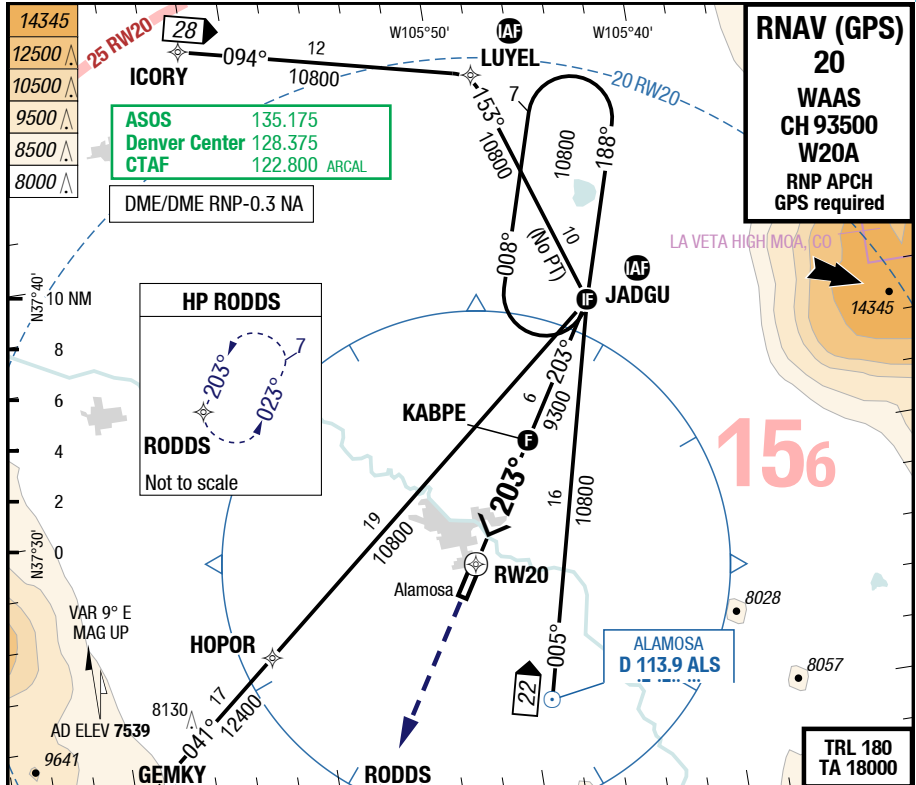 14345
12500
10500
9500
8500
8000
25 RW20
28
ICORY
094°
12
10800
W105°50'
IAF
LUYEL
W105°40'
20 RW20
RNAV (GPS)
20
WAAS
CH 93500
W20A
RNP APCH
GPS required
ASOS 135.175
Denver Center 128.375
CTAF 122.800 ARCAL
DME/DME RNP-0.3 NA
153°
10800
10
(No PT)
7
10800
188°
008°
LA VETA HIGH MOA, CO
14345
IAF
IF
JADGU
N37°40'
10 NM
8
6
4
2
0
N37°30'
HP RODDS
203°
7
023°
RODDS
Not to scale
KABPE
F
203°
6
9300
203°
156
16
10800
19
10800
RW20
Alamosa
8028
VAR 9° E
MAG UP
HOPOR
005°
ALAMOSA
D 113.9 ALS
8057
22
17
12400
8130
041°
AD ELEV 7539
9641
GEMKY
RODDS
TRL 180
TA 18000